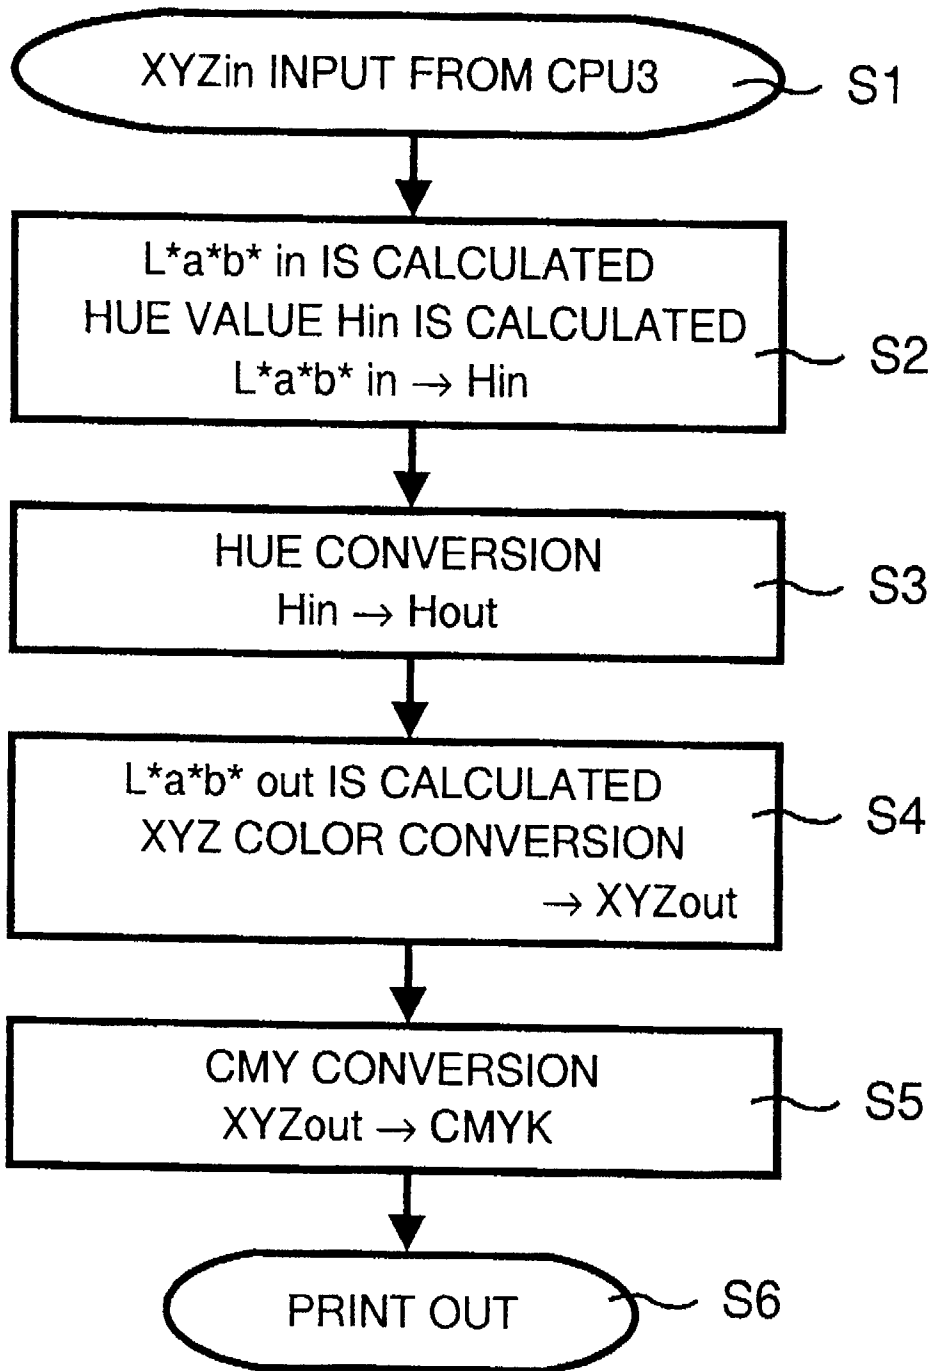 XYZin INPUT FROM CPU3
S1
L*a*b* in IS CALCULATED
HUE VALUE Hin IS CALCULATED
L*a*b* in → Hin
S2
HUE CONVERSION
Hin → Hout
S3
L*a*b* out IS CALCULATED
XYZ COLOR CONVERSION
→ XYZout
S4
CMY CONVERSION
XYZout → CMYK
S5
PRINT OUT
S6